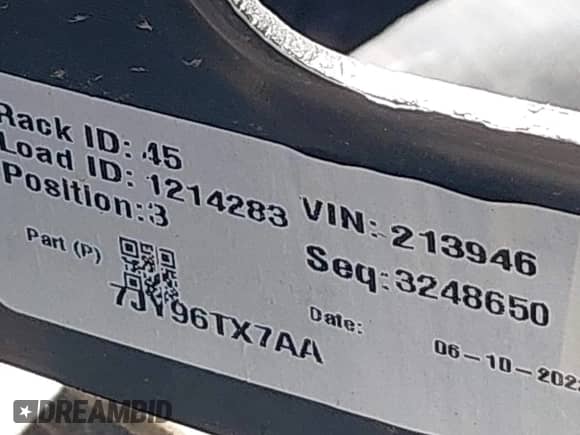 Rack ID: 45
Load ID: 1214283 VIN: 213946
Position:3 Seq:3248650
Part (P)
7JY96TX7AA
Date: 06-10-202
DREAMBID